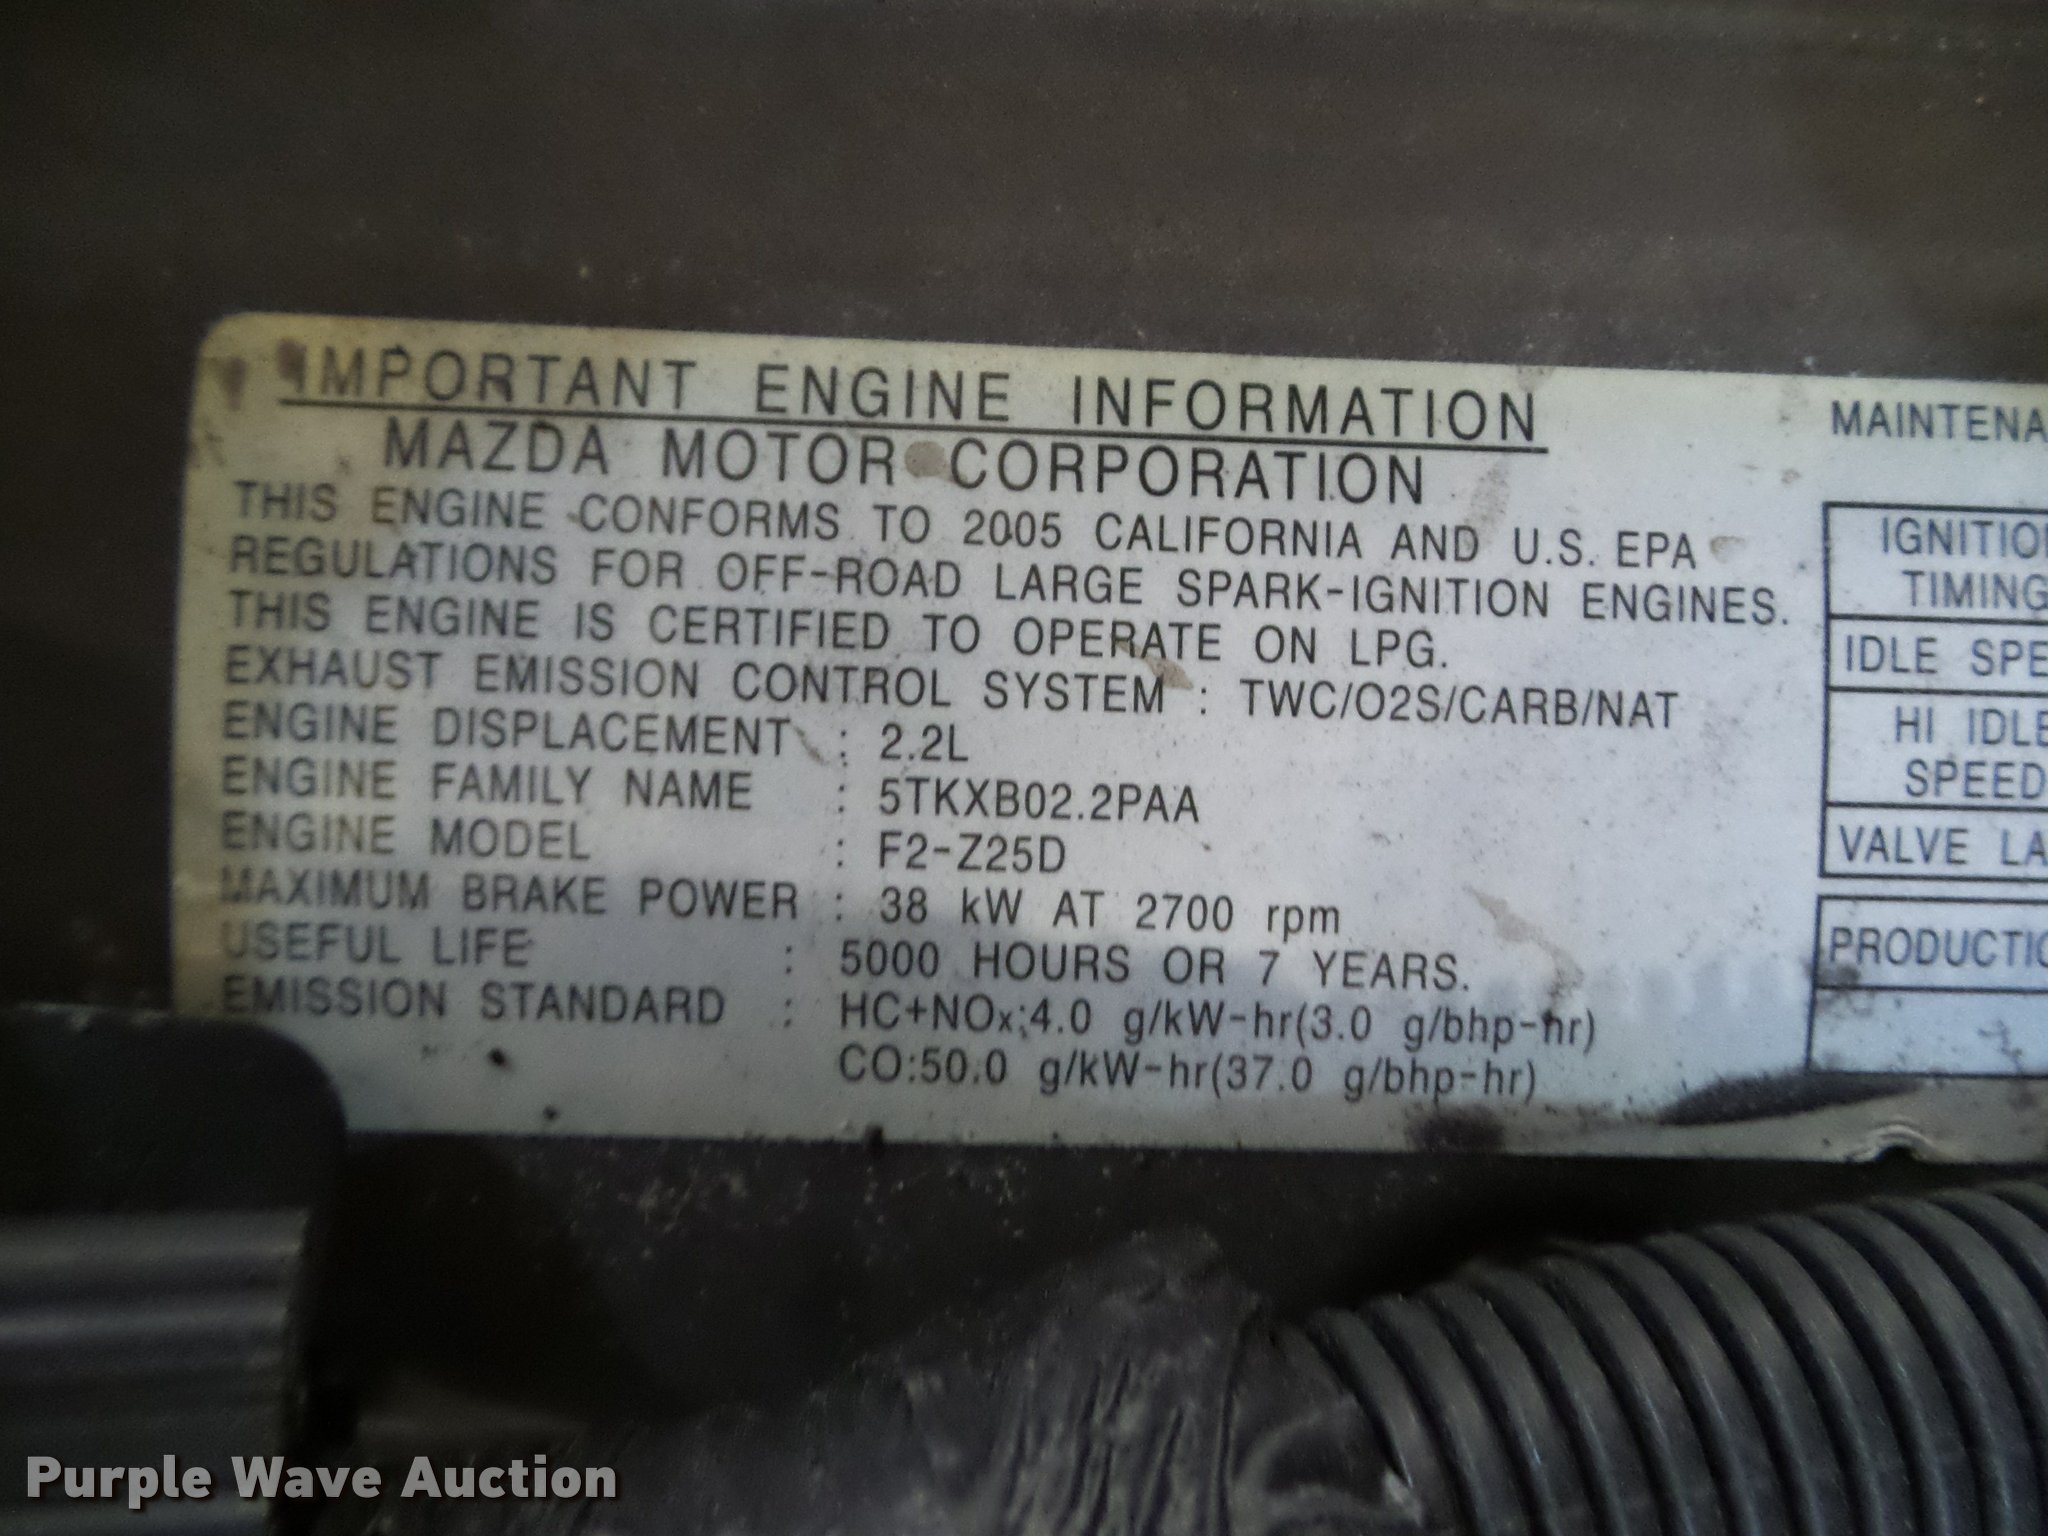 IMPORTANT ENGINE INFORMATION
MAZDA MOTOR CORPORATION
THIS ENGINE CONFORMS TO 2005 CALIFORNIA AND U.S. EPA
REGULATIONS FOR OFF-ROAD LARGE SPARK-IGNITION ENGINES.
THIS ENGINE IS CERTIFIED TO OPERATE ON LPG.
EXHAUST EMISSION CONTROL SYSTEM : TWC/O2S/CARB/NAT
ENGINE DISPLACEMENT : 2.2L
ENGINE FAMILY NAME : 5TKXB02.2PAA
ENGINE MODEL : F2-Z25D
MAXIMUM BRAKE POWER : 38 kW AT 2700 rpm
USEFUL LIFE : 5000 HOURS OR 7 YEARS.
EMISSION STANDARD : HC+NOx:4.0 g/kW-hr(3.0 g/bhp-hr)
CO:50.0 g/kW-hr(37.0 g/bhp-hr)
MAINTENA
IGNITIO
TIMING
IDLE SPE
HI IDLE
SPEED
VALVE LA
PRODUCTIO
Purple Wave Auction